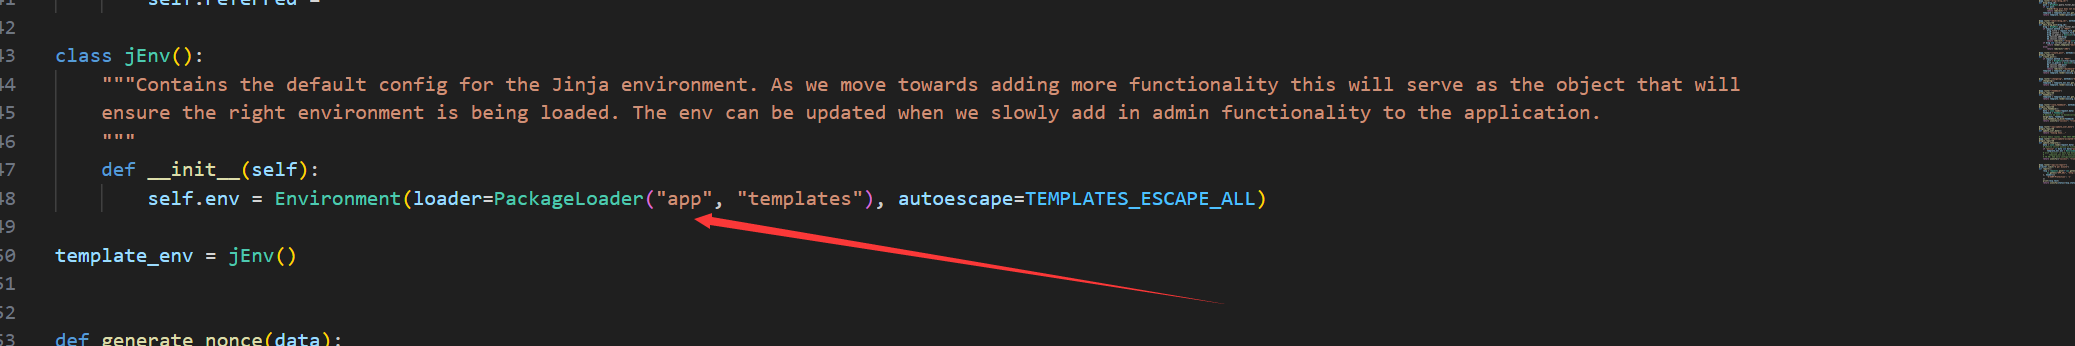 self.referred =
42
43 class jEnv():
44 """Contains the default config for the Jinja environment. As we move towards adding more functionality this will serve as the object that will
45 ensure the right environment is being loaded. The env can be updated when we slowly add in admin functionality to the application.
46 """
47 def __init__(self):
48 self.env = Environment(loader=PackageLoader("app", "templates"), autoescape=TEMPLATES_ESCAPE_ALL)
49
50 template_env = jEnv()
51
52
53 def generate_nonce(data):